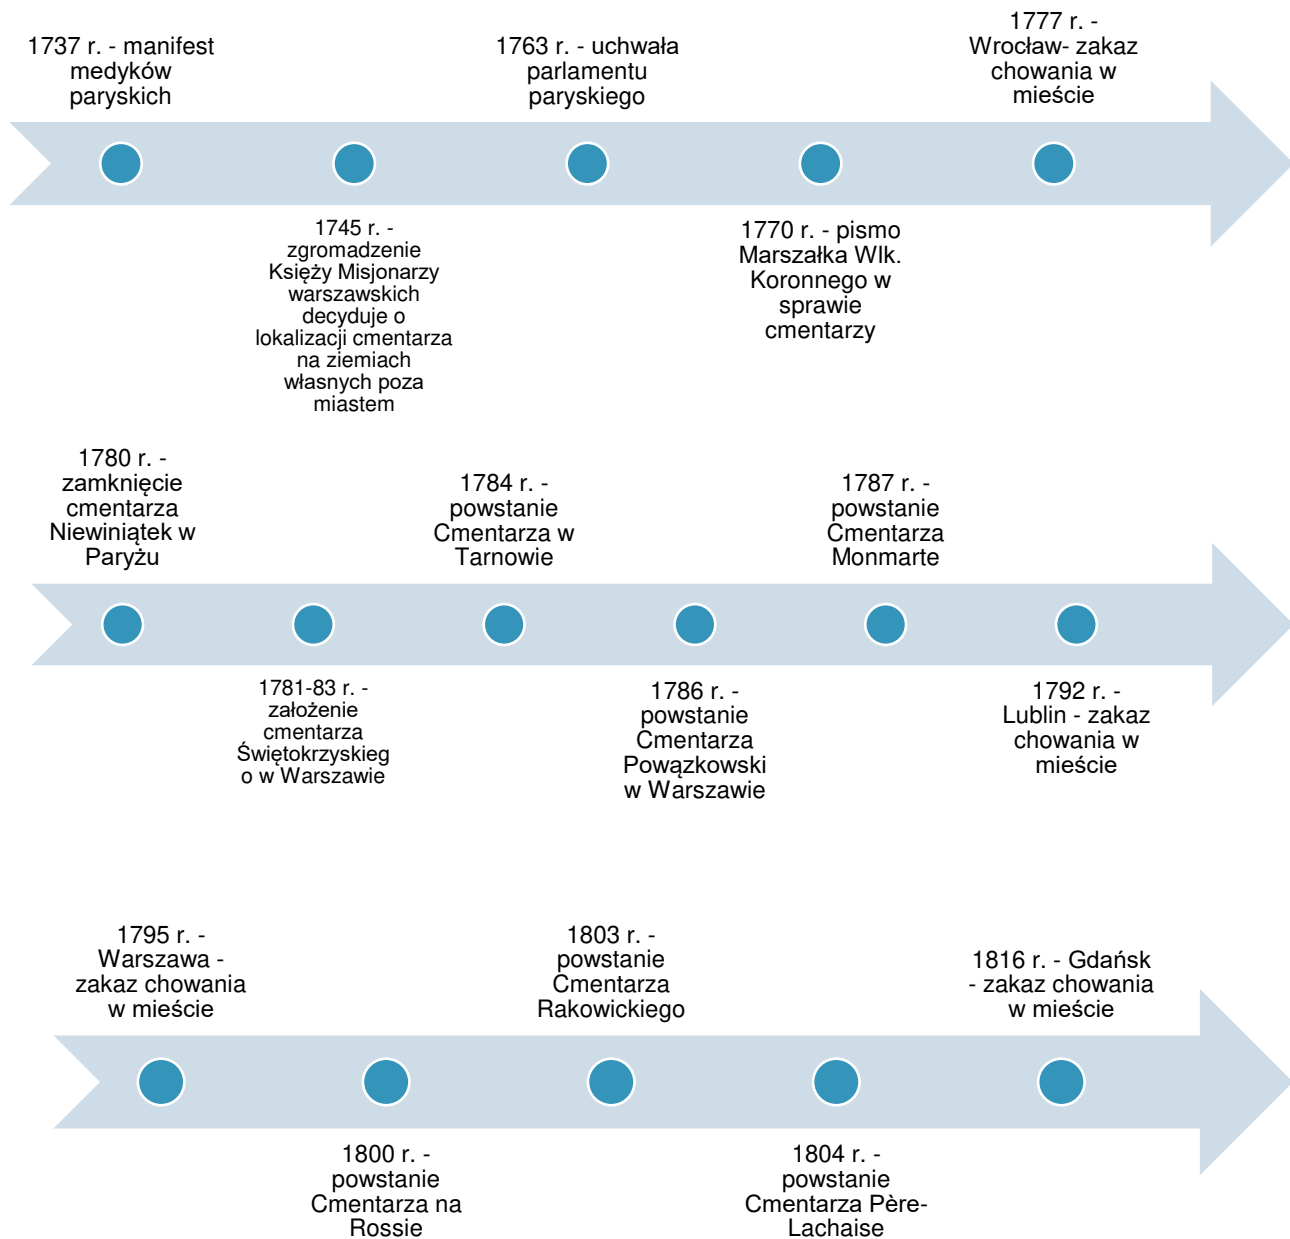 1737 r. - manifest
medyków
paryskich
1745 r. -
zgromadzenie
Księży Misjonarzy
warszawskich
decyduje o
lokalizacji cmentarza
na ziemiach
własnych poza
miastem
1763 r. - uchwała
parlamentu
paryskiego
1770 r. - pismo
Marszałka Wlk.
Koronnego w
sprawie
cmentarzy
1777 r. -
Wrocław- zakaz
chowania w
mieście
1780 r. -
zamknięcie
cmentarza
Niewiniątek w
Paryżu
1781-83 r. -
założenie
cmentarza
Świętokrzyskieg
o w Warszawie
1784 r. -
powstanie
Cmentarza w
Tarnowie
1786 r. -
powstanie
Cmentarza
Powązkowski
w Warszawie
1787 r. -
powstanie
Cmentarza
Monmarte
1792 r. -
Lublin - zakaz
chowania w
mieście
1795 r. -
Warszawa -
zakaz chowania
w mieście
1800 r. -
powstanie
Cmentarza na
Rossie
1803 r. -
powstanie
Cmentarza
Rakowickiego
1804 r. -
powstanie
Cmentarza Père-
Lachaise
1816 r. - Gdańsk
- zakaz chowania
w mieście